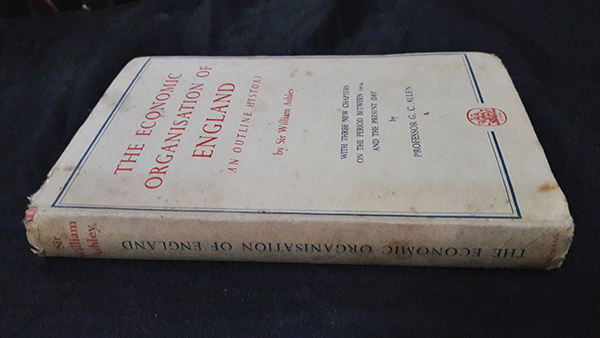 THE ECONOMIC
ORGANISATION OF
ENGLAND
AN OUTLINE HISTORY
by Sir William Ashley
WITH THREE NEW CHAPTERS
ON THE PERIOD BETWEEN 1914
AND THE PRESENT DAY
by
PROFESSOR G. C. ALLEN
Sir
William
Ashley
THE ECONOMIC ORGANISATION OF ENGLAND